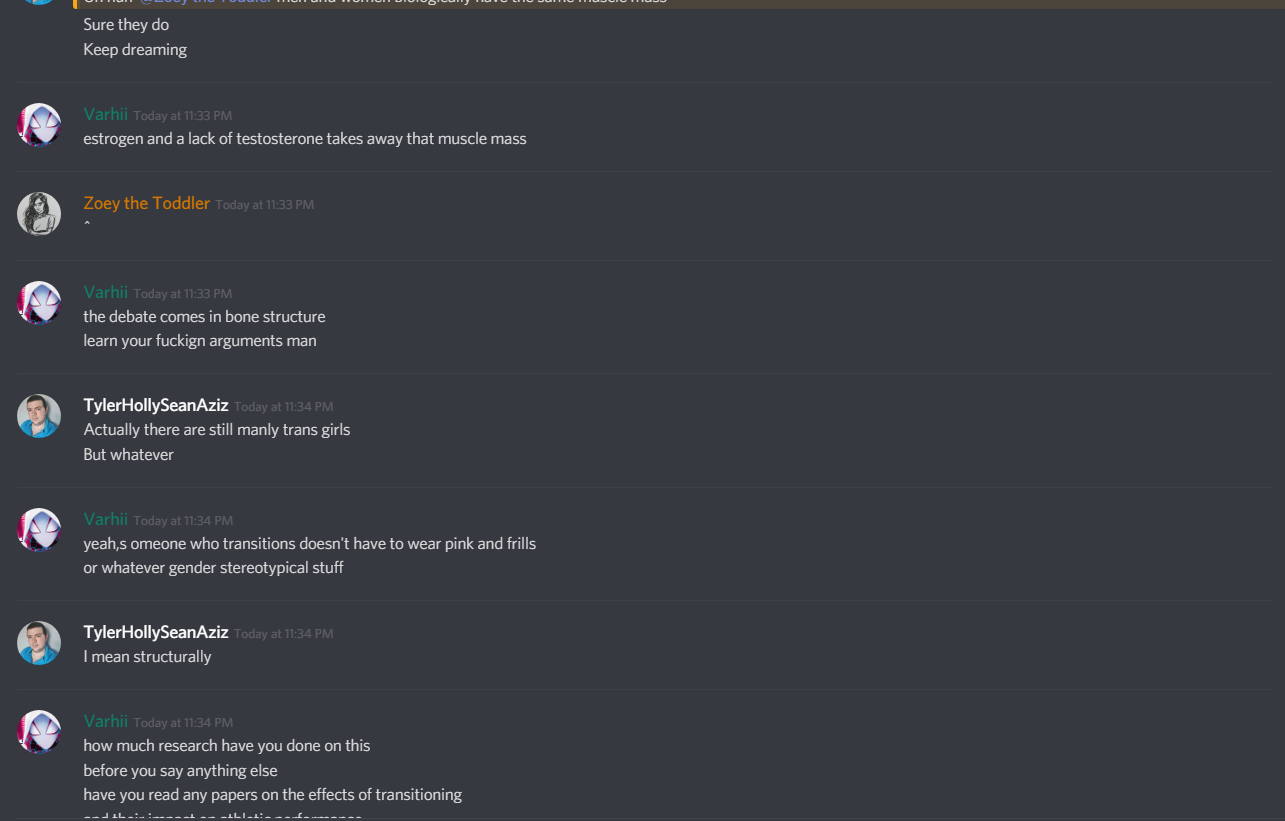 @Zoey the Toddler men and women biologically have the same muscle mass
Sure they do
Keep dreaming
Varhii Today at 11:33 PM
estrogen and a lack of testosterone takes away that muscle mass
Zoey the Toddler Today at 11:33 PM
^
Varhii Today at 11:33 PM
the debate comes in bone structure
learn your fuckign arguments man
TylerHollySeanAziz Today at 11:34 PM
Actually there are still manly trans girls
But whatever
Varhii Today at 11:34 PM
yeah,s omeone who transitions doesn't have to wear pink and frills
or whatever gender stereotypical stuff
TylerHollySeanAziz Today at 11:34 PM
I mean structurally
Varhii Today at 11:34 PM
how much research have you done on this
before you say anything else
have you read any papers on the effects of transitioning
and their impact on athletic performance